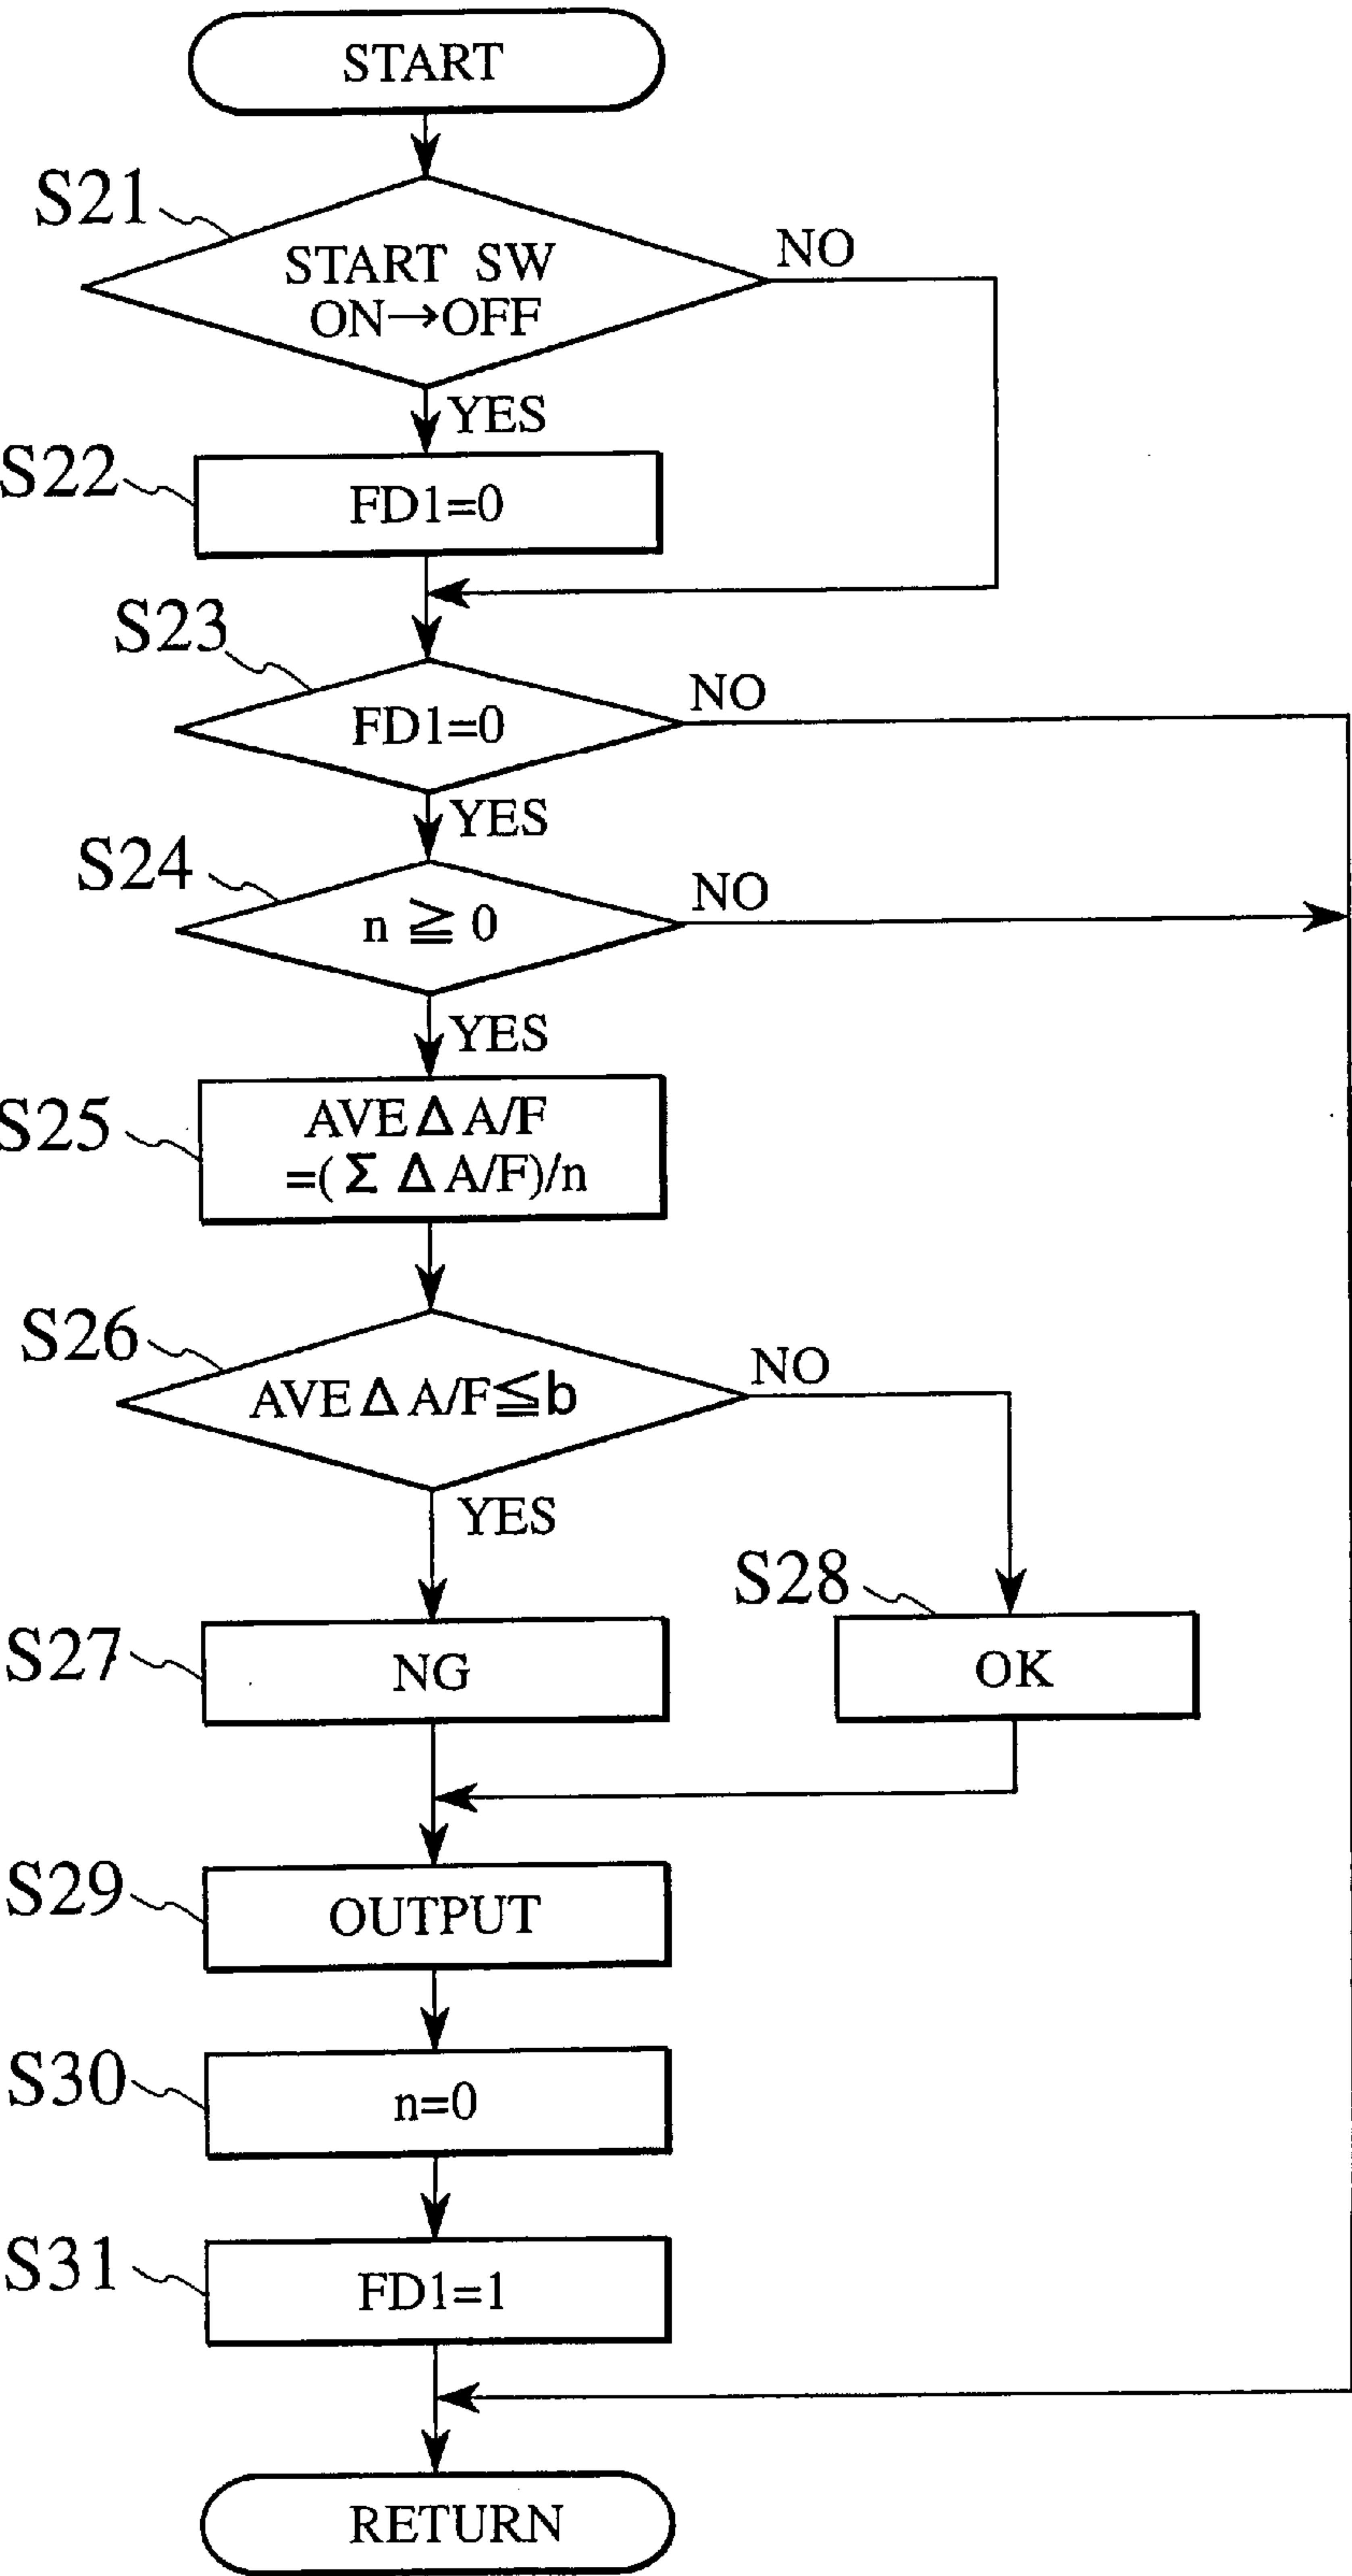 START
S21
START SW
ON→OFF
NO
YES
S22
FD1=0
S23
FD1=0
NO
YES
S24
n ≧ 0
NO
YES
S25
AVE Δ A/F
=( Σ Δ A/F)/n
S26
AVE Δ A/F≦b
NO
YES
S27
NG
S28
OK
S29
OUTPUT
S30
n=0
S31
FD1=1
RETURN